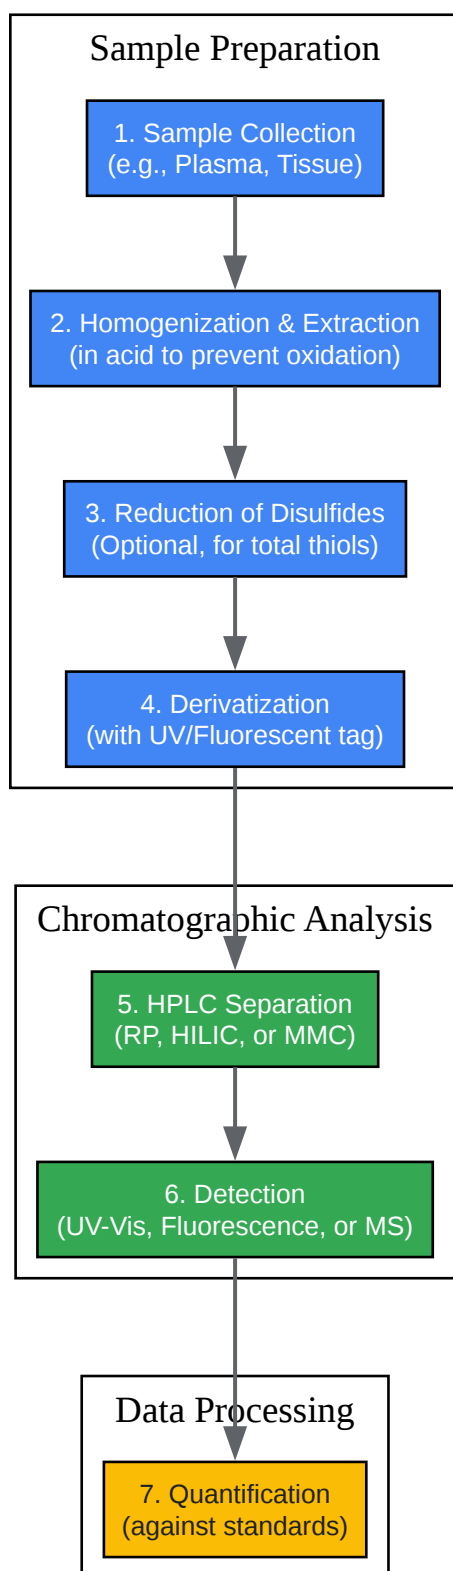 Sample Preparation
1. Sample Collection
(e.g., Plasma, Tissue)
2. Homogenization & Extraction
(in acid to prevent oxidation)
3. Reduction of Disulfides
(Optional, for total thiols)
4. Derivatization
(with UV/Fluorescent tag)
Chromatographic Analysis
5. HPLC Separation
(RP, HILIC, or MMC)
6. Detection
(UV-Vis, Fluorescence, or MS)
Data Processing
7. Quantification
(against standards)